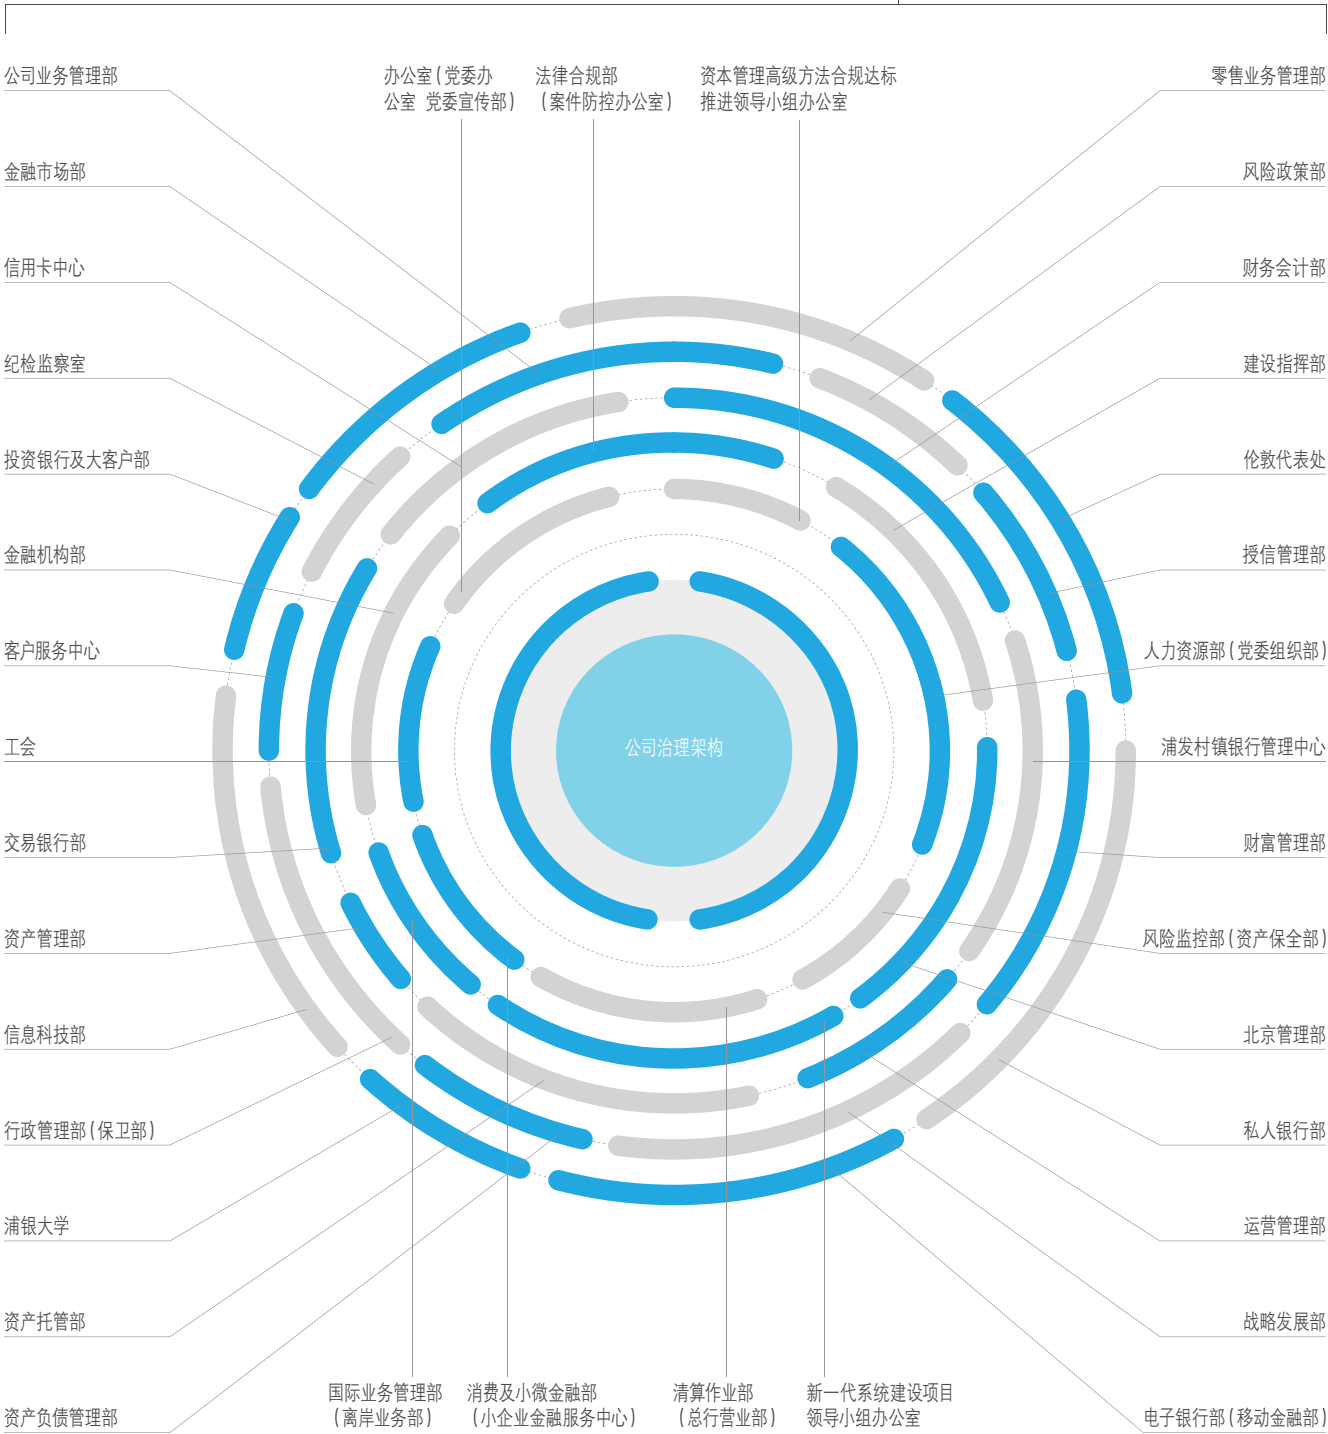 公司业务管理部
办公室(党委办
公室 党委宣传部)
法律合规部
(案件防控办公室)
资本管理高级方法合规达标
推进领导小组办公室
零售业务管理部
金融市场部
风险政策部
信用卡中心
财务会计部
纪检监察室
建设指挥部
投资银行及大客户部
伦敦代表处
金融机构部
授信管理部
客户服务中心
人力资源部(党委组织部)
工会
公司治理架构
浦发村镇银行管理中心
交易银行部
财富管理部
资产管理部
风险监控部(资产保全部)
信息科技部
北京管理部
行政管理部(保卫部)
私人银行部
浦银大学
运营管理部
资产托管部
战略发展部
资产负债管理部
国际业务管理部
(离岸业务部)
消费及小微金融部
(小企业金融服务中心)
清算作业部
(总行营业部)
新一代系统建设项目
领导小组办公室
电子银行部(移动金融部)